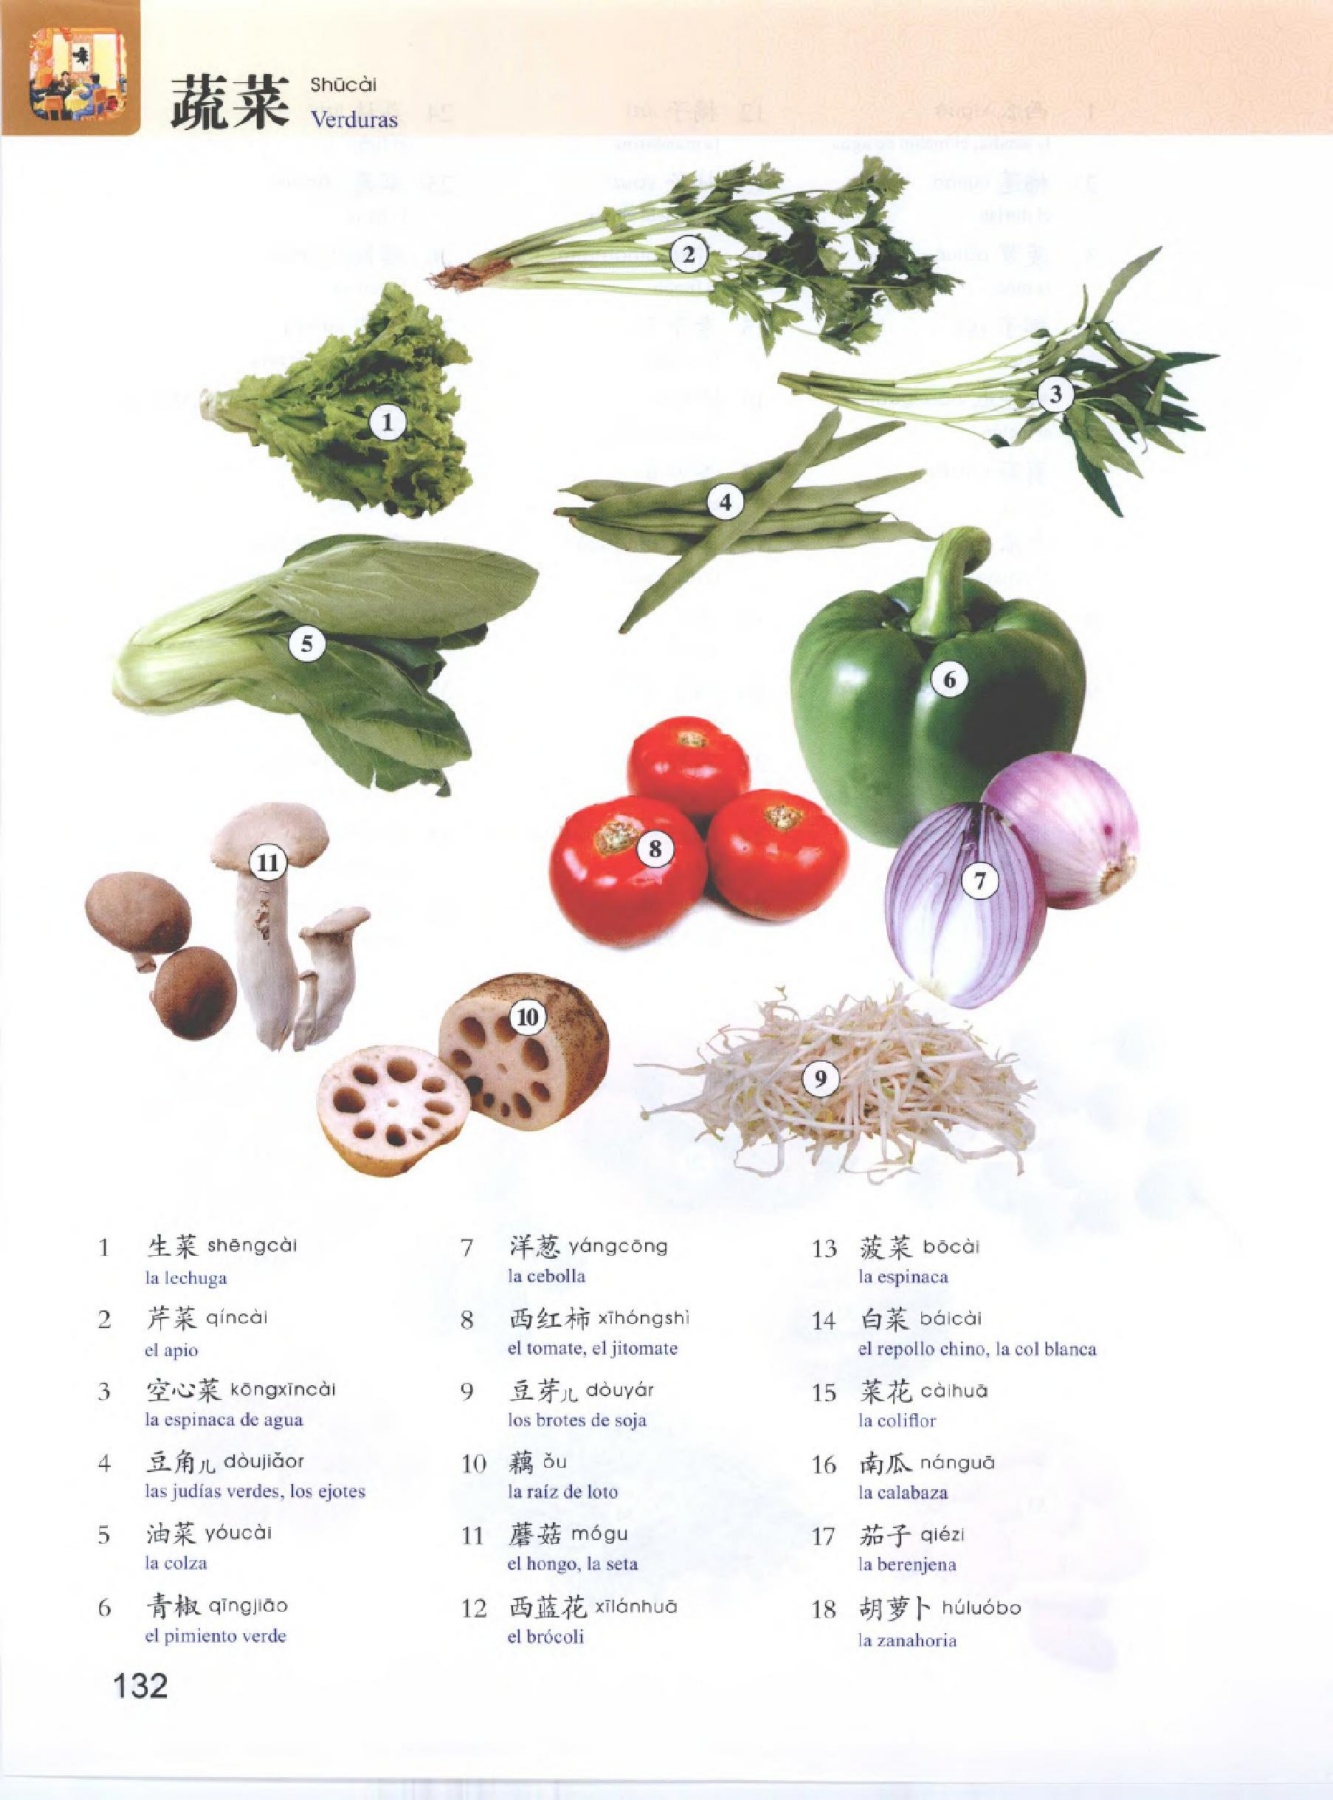 蔬菜 Shūcài
Verduras
2
3
1
4
5
6
8
11
7
10
9
1 生菜 shēngcài
la lechuga
2 芹菜 qíncài
el apio
3 空心菜 kōngxīncài
la espinaca de agua
4 豆角儿 dòujiǎor
las judías verdes, los ejotes
5 油菜 yóucài
la colza
6 青椒 qīngjiāo
el pimiento verde
7 洋葱 yángcōng
la cebolla
8 西红柿 xīhóngshì
el tomate, el jitomate
9 豆芽儿 dòuyár
los brotes de soja
10 藕 ǒu
la raíz de loto
11 蘑菇 mógu
el hongo, la seta
12 西蓝花 xīlánhuā
el brócoli
13 菠菜 bōcài
la espinaca
14 白菜 báicài
el repollo chino, la col blanca
15 菜花 càihuā
la coliflor
16 南瓜 nánguā
la calabaza
17 茄子 qiézi
la berenjena
18 胡萝卜 húluóbo
la zanahoria
132